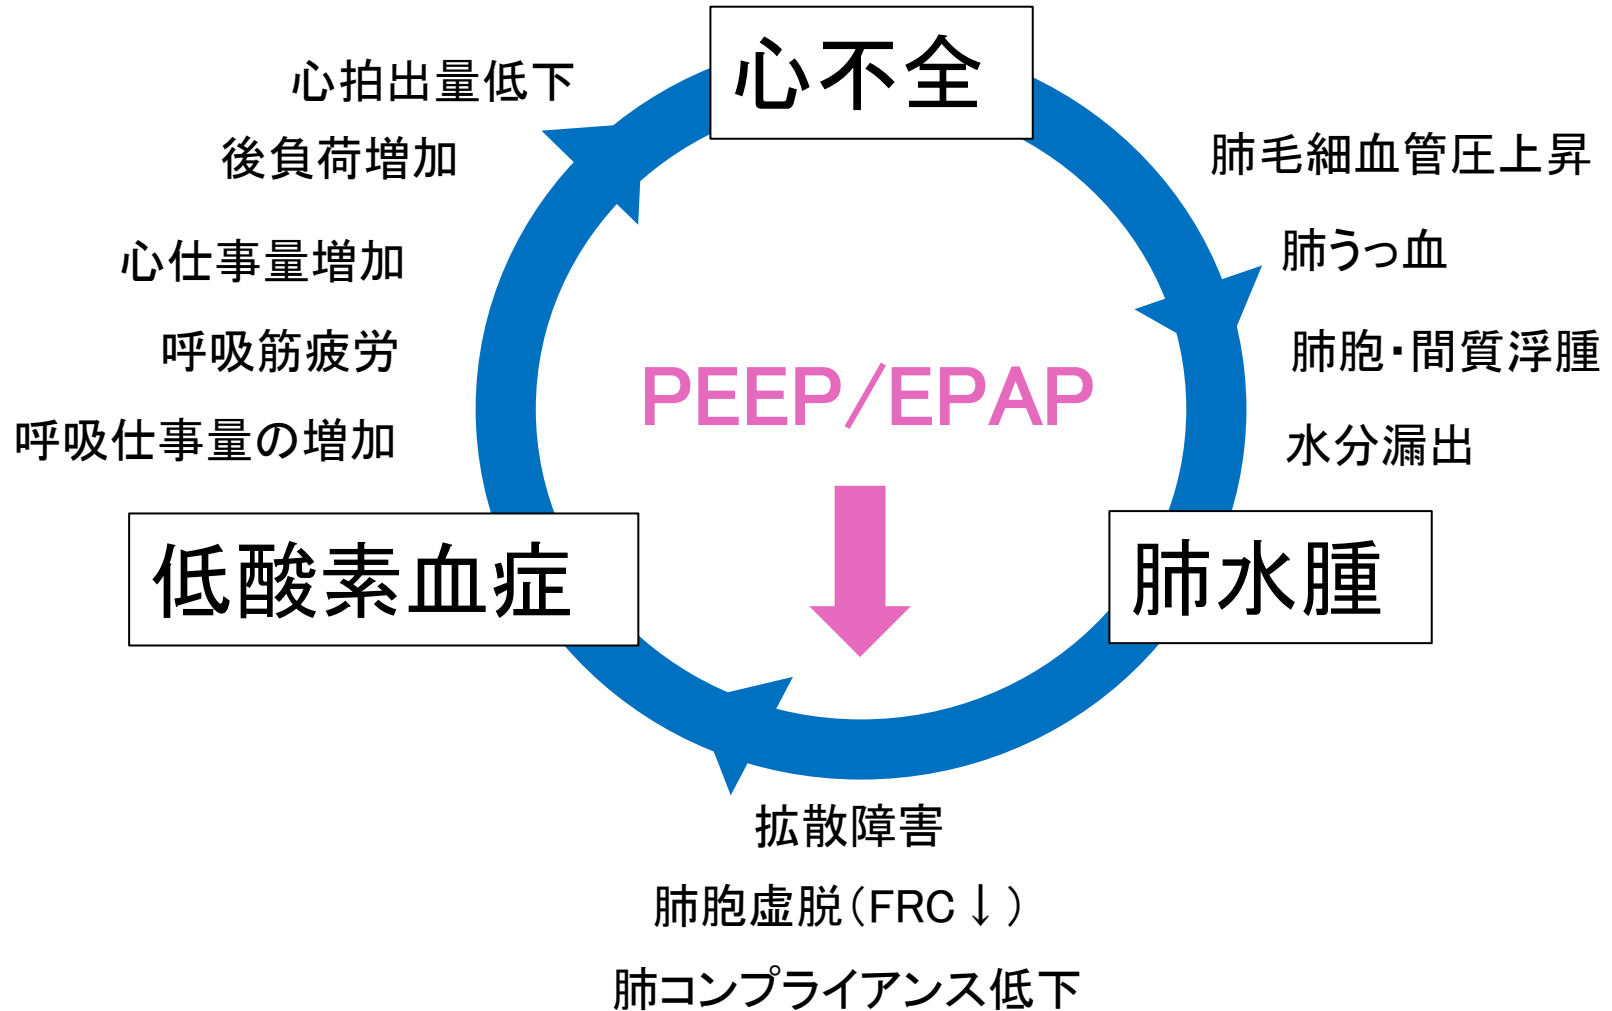 心不全
肺毛細血管圧上昇
肺うっ血
肺胞・間質浮腫
水分漏出
肺水腫
拡散障害
肺胞虚脱(FRC↓)
肺コンプライアンス低下
低酸素血症
呼吸仕事量の増加
呼吸筋疲労
心仕事量増加
後負荷増加
心拍出量低下
PEEP/EPAP